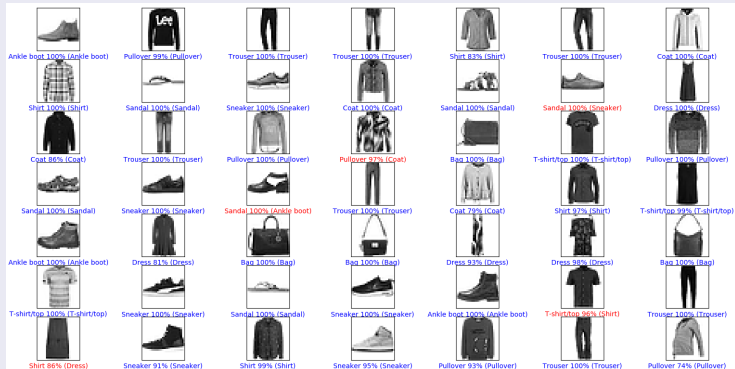 Lee
Ankle boot 100% (Ankle boot) Pullover 99% (Pullover) Trouser 100% (Trouser) Trouser 100% (Trouser) Shirt 83% (Shirt) Trouser 100% (Trouser) Coat 100% (Coat)
Shirt 100% (Shirt) Sandal 100% (Sandal) Sneaker 100% (Sneaker) Coat 100% (Coat) Sandal 100% (Sandal) Sandal 100% (Sneaker) Dress 100% (Dress)
Coat 86% (Coat) Trouser 100% (Trouser) Pullover 100% (Pullover) Pullover 97% (Coat) Bag 100% (Bag) T-shirt/top 100% (T-shirt/top) Pullover 100% (Pullover)
Sandal 100% (Sandal) Sneaker 100% (Sneaker) Sandal 100% (Ankle boot) Trouser 100% (Trouser) Coat 79% (Coat) Shirt 97% (Shirt) T-shirt/top 99% (T-shirt/top)
Ankle boot 100% (Ankle boot) Dress 81% (Dress) Bag 100% (Bag) Bag 100% (Bag) Dress 93% (Dress) Dress 98% (Dress) Bag 100% (Bag)
T-shirt/top 100% (T-shirt/top) Sneaker 100% (Sneaker) Sandal 100% (Sandal) Sneaker 100% (Sneaker) Ankle boot 100% (Ankle boot) T-shirt/top 96% (Shirt) Trouser 100% (Trouser)
Shirt 86% (Dress) Sneaker 91% (Sneaker) Shirt 99% (Shirt) Sneaker 95% (Sneaker) Pullover 93% (Pullover) Trouser 100% (Trouser) Pullover 74% (Pullover)